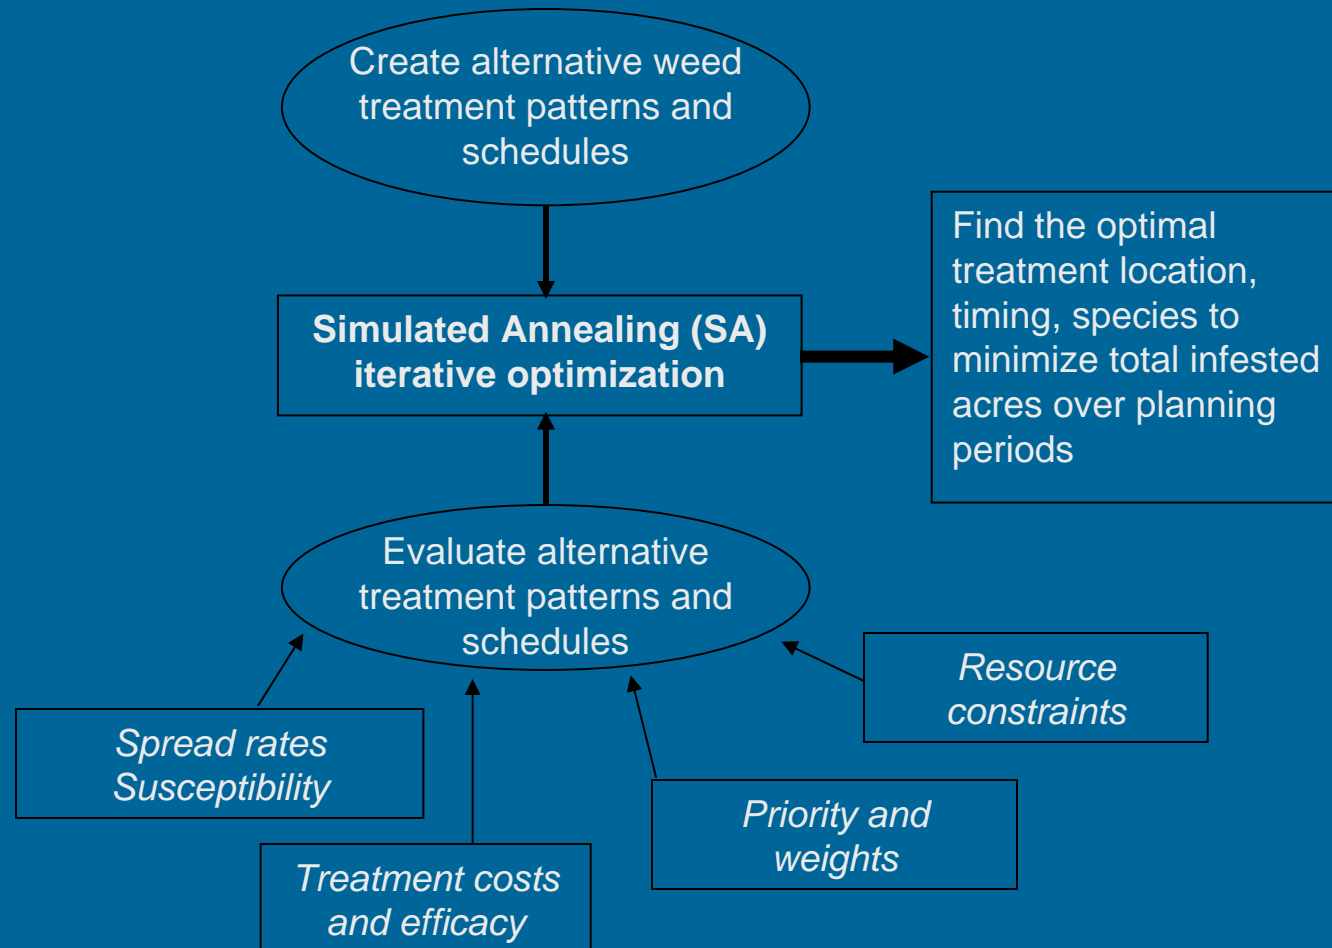 Create alternative weed
treatment patterns and
schedules
Simulated Annealing (SA)
iterative optimization
Find the optimal
treatment location,
timing, species to
minimize total infested
acres over planning
periods
Evaluate alternative
treatment patterns and
schedules
Spread rates
Susceptibility
Treatment costs
and efficacy
Priority and
weights
Resource
constraints